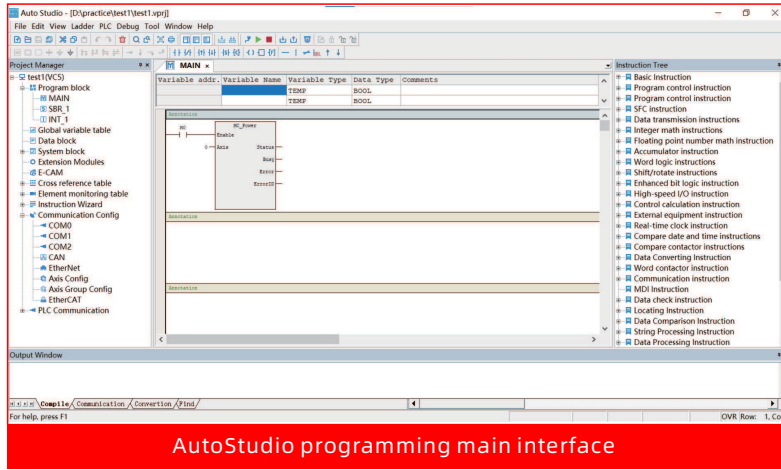 Auto Studio - [D:\practice\test1\test1.vprj]
File Edit View Ladder PLC Debug Tool Window Help
Project Manager
test1(VC5)
Program block
MAIN
SBR_1
INT_1
Global variable table
Data block
System block
Extension Modules
E-CAM
Cross reference table
Element monitoring table
Instruction Wizard
Communication Config
COM0
COM1
COM2
CAN
EtherNet
Axis Config
Axis Group Config
EtherCAT
PLC Communication
MAIN
Variable addr. Variable Name Variable Type Data Type Comments
TEMP BOOL
TEMP BOOL
Annotation
M0 MC_Power
Enable
0 Axis Status
Busy
Error
ErrorID
Annotation
Annotation
Instruction Tree
Basic Instruction
Program control instruction
Program control instruction
SFC instruction
Data transmission instructions
Integer math instructions
Floating point number math instruction
Accumulator instruction
Word logic instructions
Shift/rotate instructions
Enhanced bit logic instruction
High-speed I/O instruction
Control calculation instruction
External equipment instruction
Real-time clock instruction
Compare date and time instructions
Compare contactor instructions
Data Converting Instruction
Word contactor instruction
Communication instruction
MDI Instruction
Data check instruction
Locating Instruction
Data Comparison Instruction
String Processing Instruction
Data Processing Instruction
Output Window
Compile Communication Convertion Find
For help, press F1
OVR Row: 1, Co
AutoStudio programming main interface